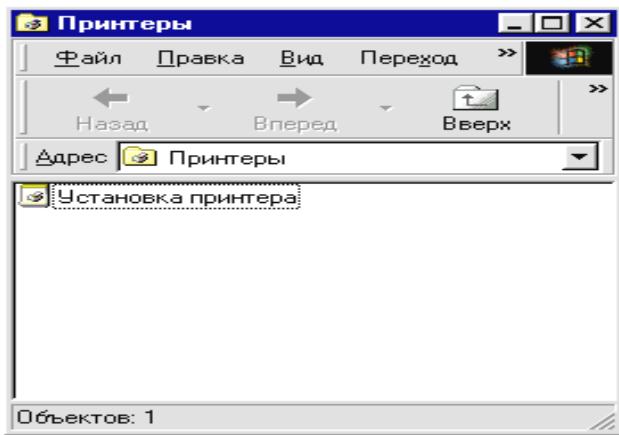 Принтеры
Файл Правка Вид Переход »
Назад Вперед Вверх »
Адрес Принтеры
Установка принтера
Объектов: 1